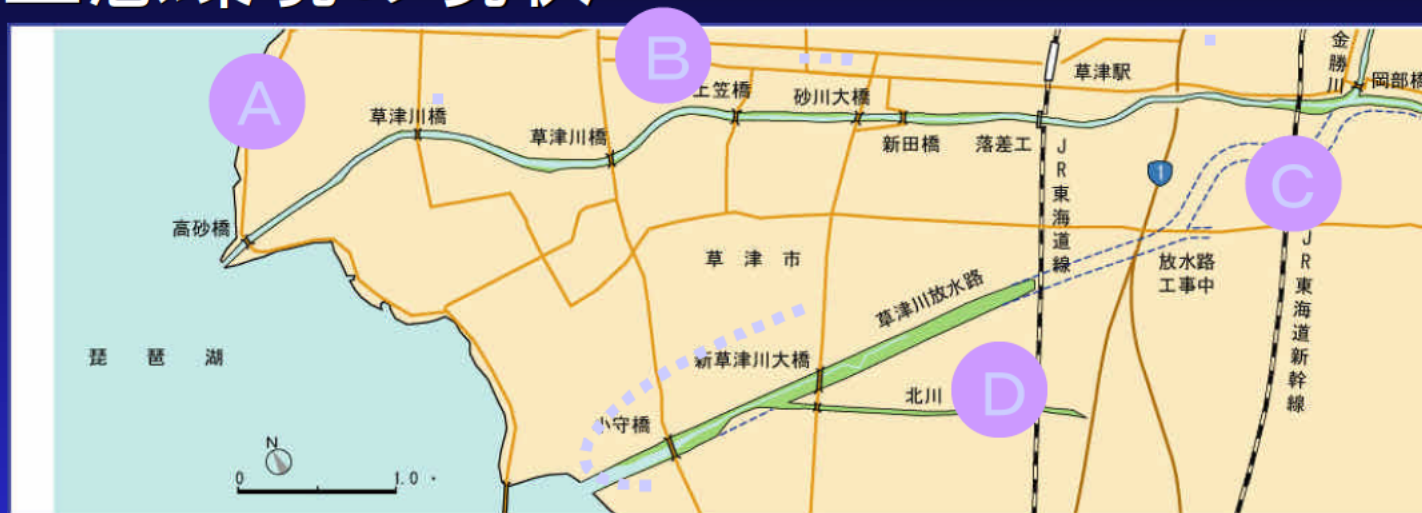 A
B
C
D
金勝川
草津駅
岡部橋
草津川橋
草津川橋
上笠橋
砂川大橋
新田橋
落差工
JR東海道線
1
高砂橋
草津市
放水路
工事中
JR東海道新幹線
草津川放水路
琵琶湖
新草津川大橋
北川
小守橋
N
0
1.0